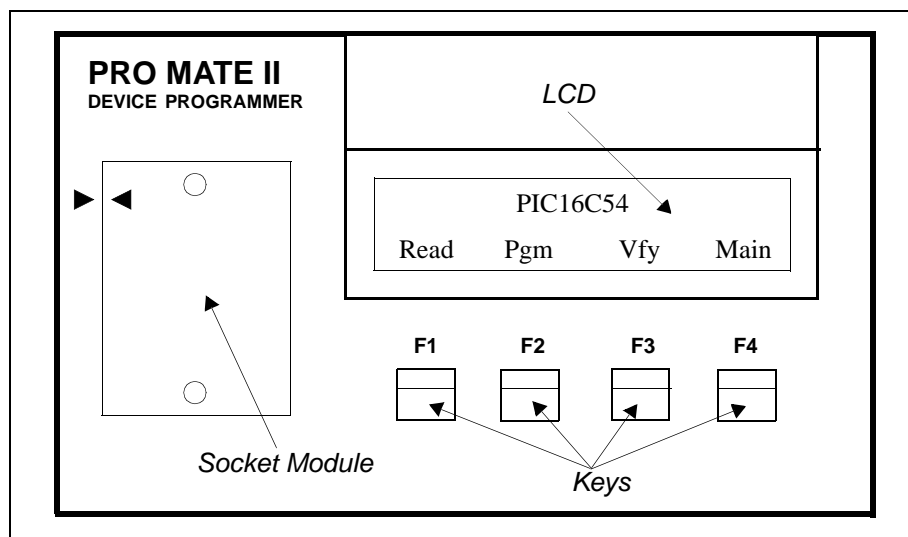 PRO MATE II
DEVICE PROGRAMMER
LCD
PIC16C54
Read Pgm Vfy Main
F1 F2 F3 F4
Socket Module
Keys